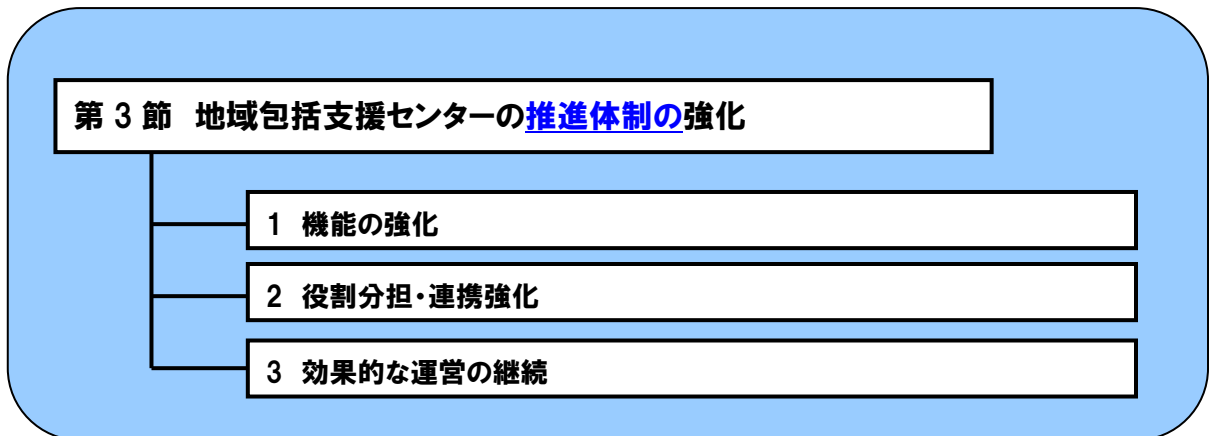 第3節 地域包括支援センターの推進体制の強化
1 機能の強化
2 役割分担・連携強化
3 効果的な運営の継続